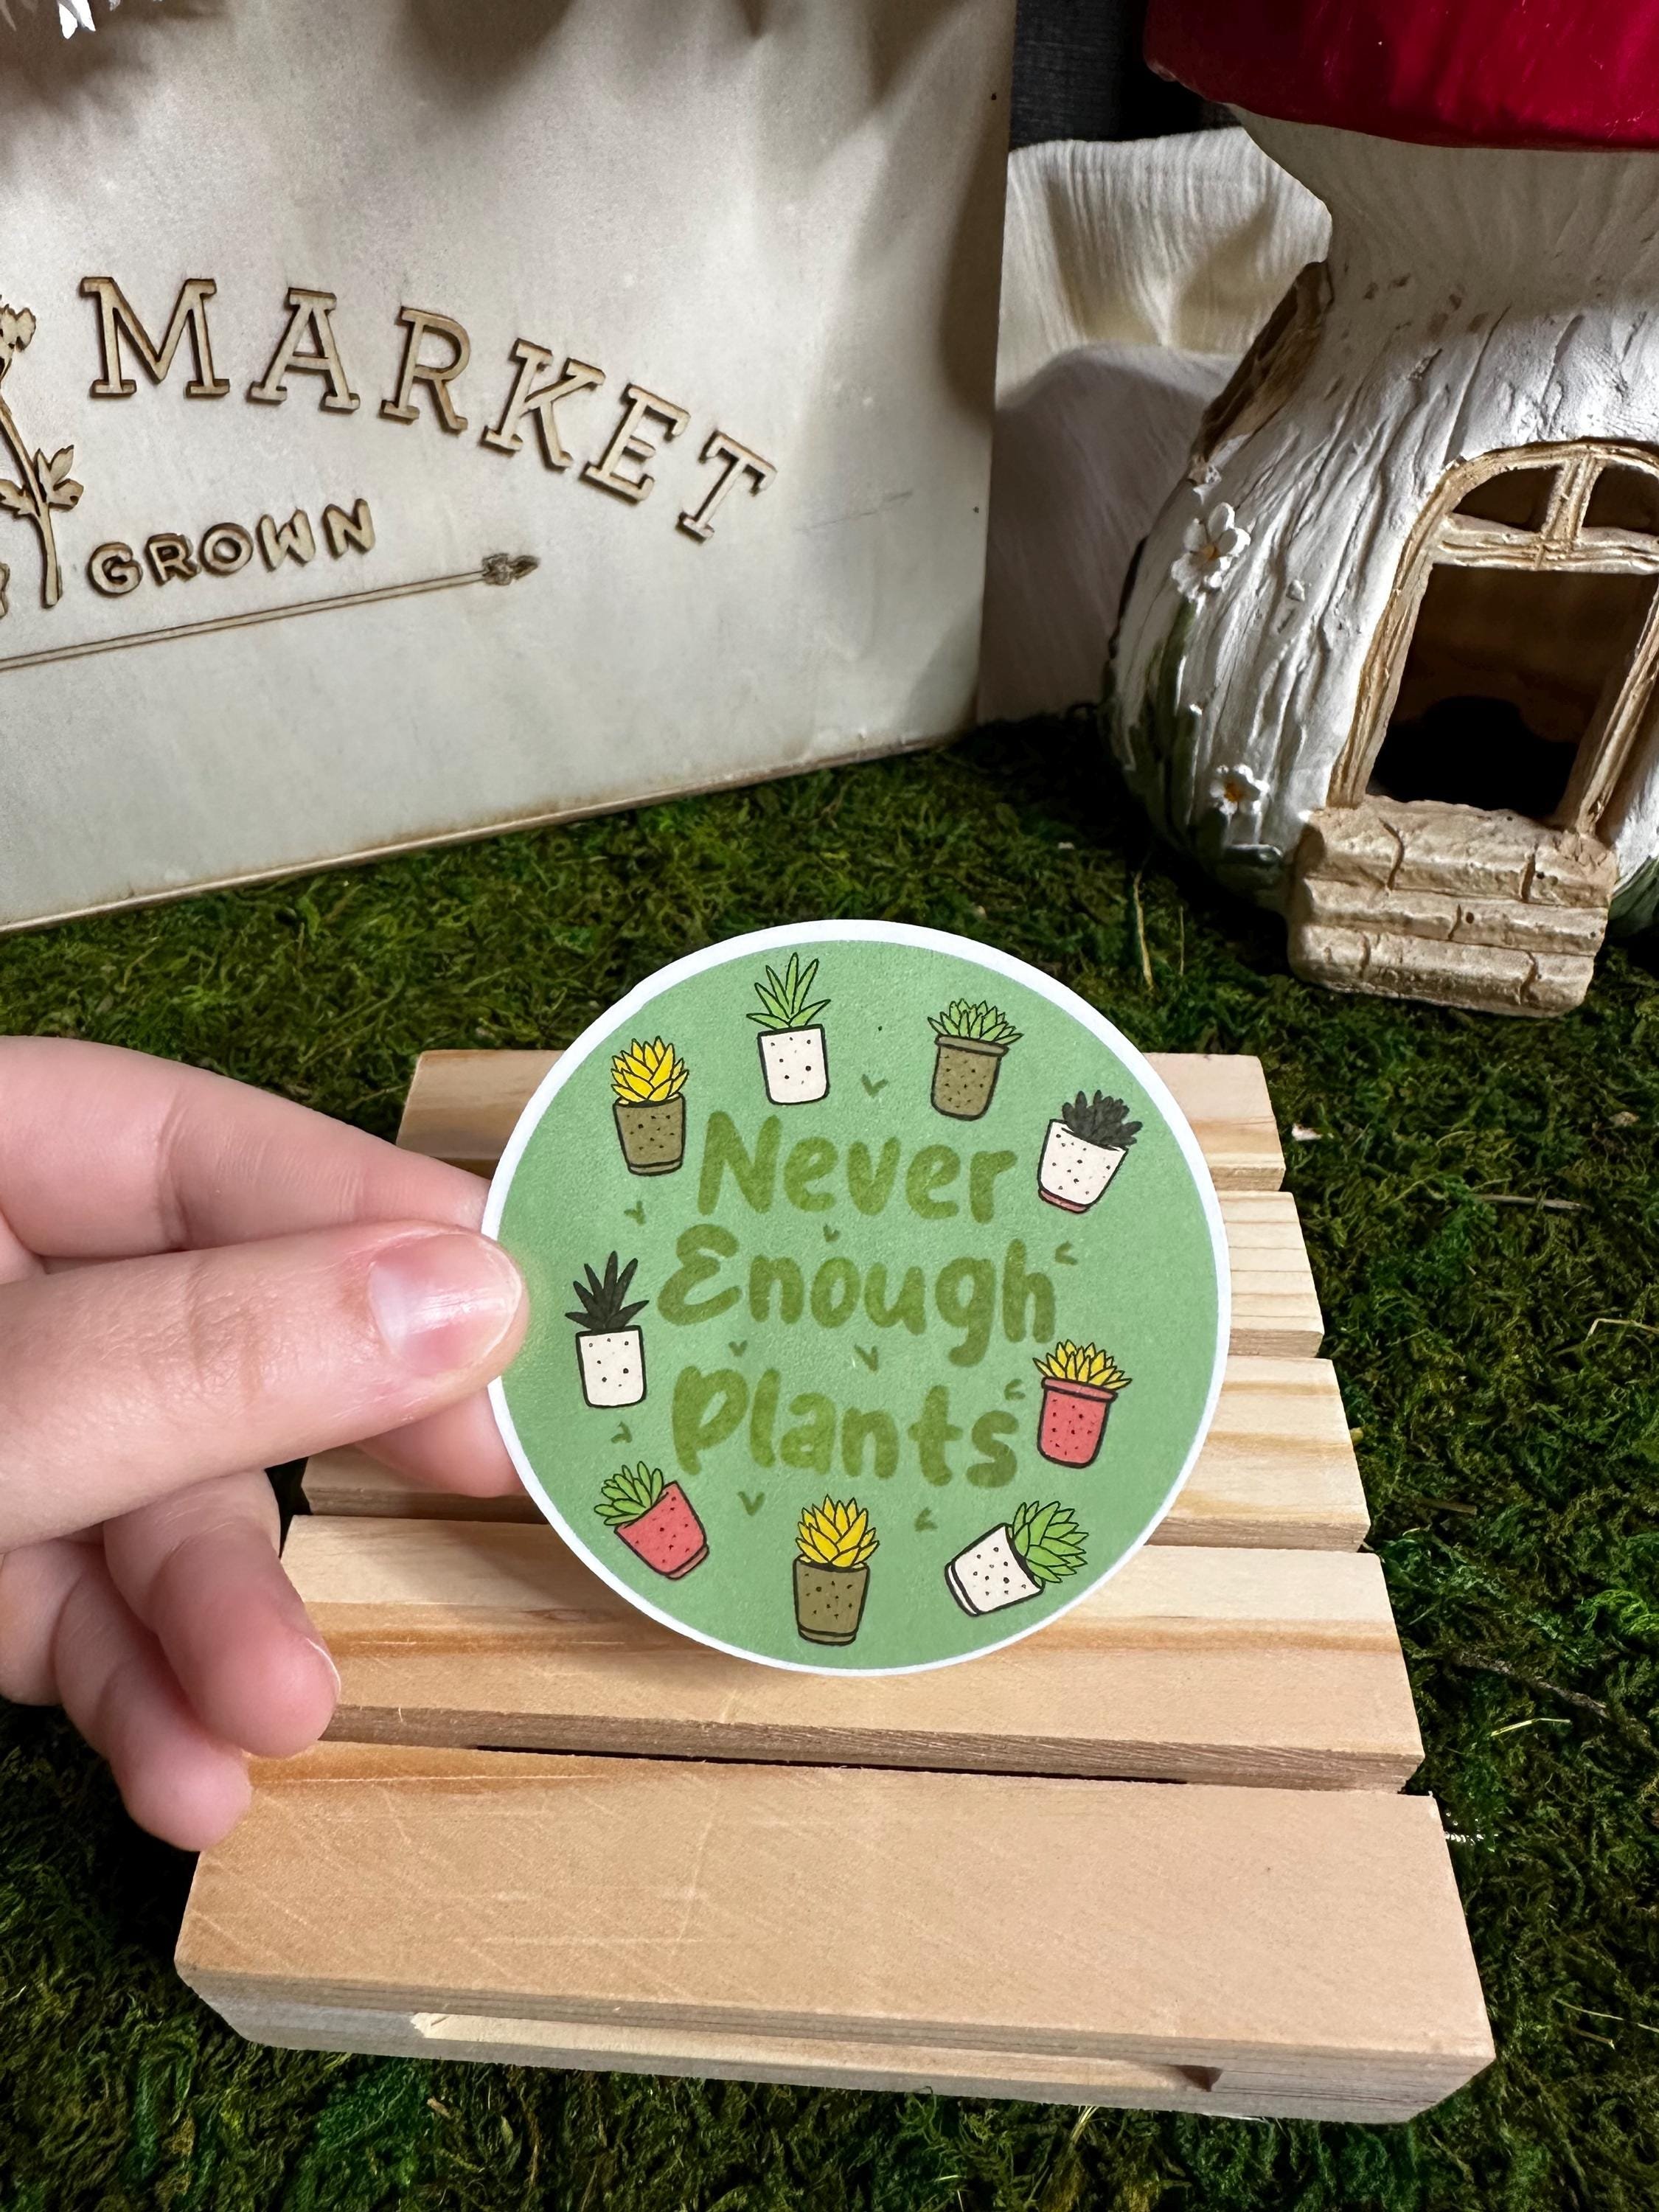 MARKET
GROWN
Never
Enough
Plants